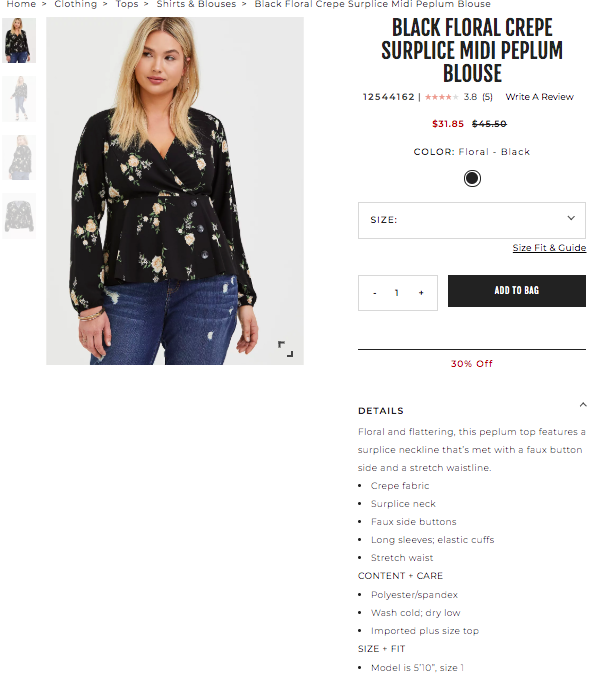 Home > Clothing > Tops > Shirts & Blouses > Black Floral Crepe Surplice Midi Peplum Blouse
BLACK FLORAL CREPE
SURPLICE MIDI PEPLUM
BLOUSE
12544162 | ★★★★★ 3.8 (5) Write A Review
$31.85 $45.50
COLOR: Floral - Black
SIZE:
Size Fit & Guide
- 1 +
ADD TO BAG
30% Off
DETAILS
Floral and flattering, this peplum top features a
surplice neckline that's met with a faux button
side and a stretch waistline.
• Crepe fabric
• Surplice neck
• Faux side buttons
• Long sleeves; elastic cuffs
• Stretch waist
CONTENT + CARE
• Polyester/spandex
• Wash cold; dry low
• Imported plus size top
SIZE + FIT
• Model is 5'10", size 1